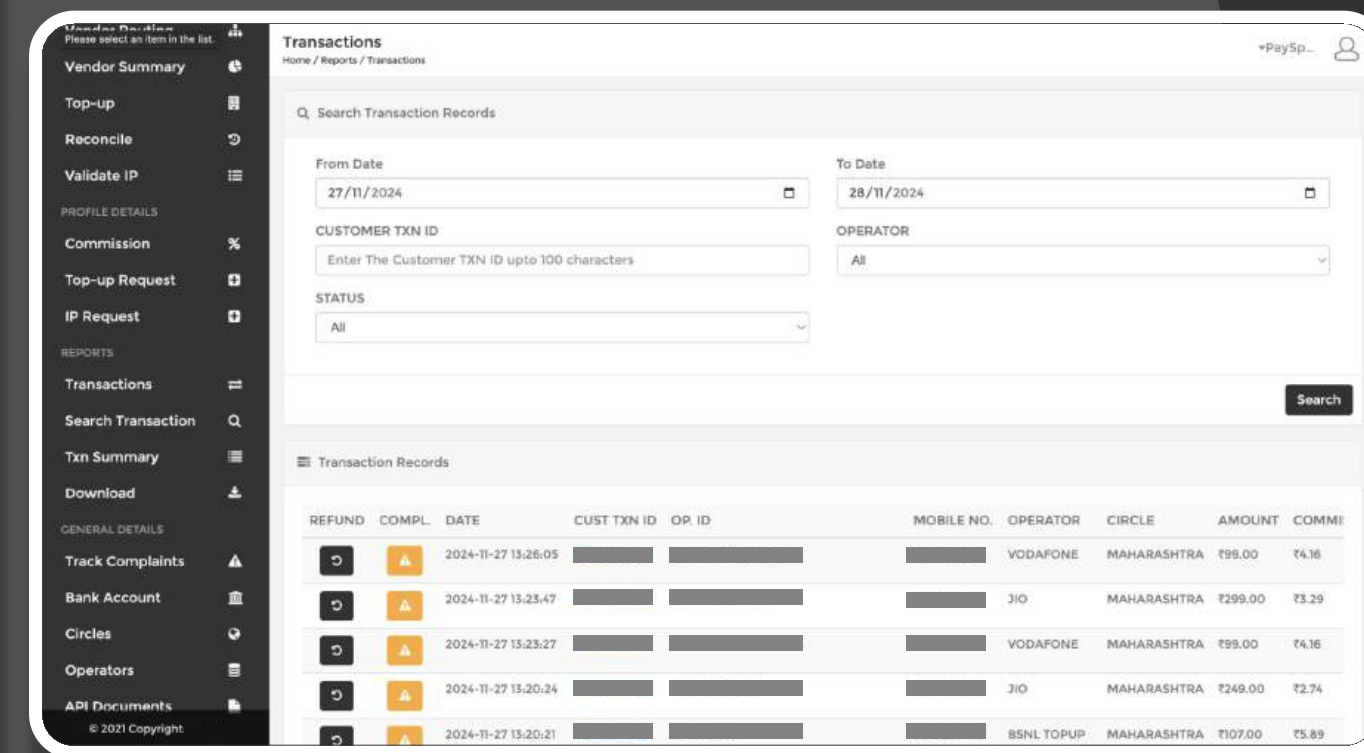 Vendor Routing
Please select an item in the list.
Vendor Summary
Top-up
Reconcile
Validate IP
PROFILE DETAILS
Commission
Top-up Request
IP Request
REPORTS
Transactions
Search Transaction
Txn Summary
Download
GENERAL DETAILS
Track Complaints
Bank Account
Circles
Operators
API Documents
© 2021 Copyright
Transactions
Home / Reports / Transactions
PaySp...
Search Transaction Records
From Date To Date
27/11/2024 28/11/2024
CUSTOMER TXN ID OPERATOR
Enter The Customer TXN ID upto 100 characters All
STATUS
All
Search
Transaction Records
REFUND COMPL. DATE CUST TXN ID OP. ID MOBILE NO. OPERATOR CIRCLE AMOUNT COMMI
2024-11-27 13:26:05 VODAFONE MAHARASHTRA ₹99.00 ₹4.16
2024-11-27 13:23:47 JIO MAHARASHTRA ₹299.00 ₹3.29
2024-11-27 13:23:27 VODAFONE MAHARASHTRA ₹99.00 ₹4.16
2024-11-27 13:20:24 JIO MAHARASHTRA ₹249.00 ₹2.74
2024-11-27 13:20:21 BSNL TOPUP MAHARASHTRA ₹107.00 ₹5.89